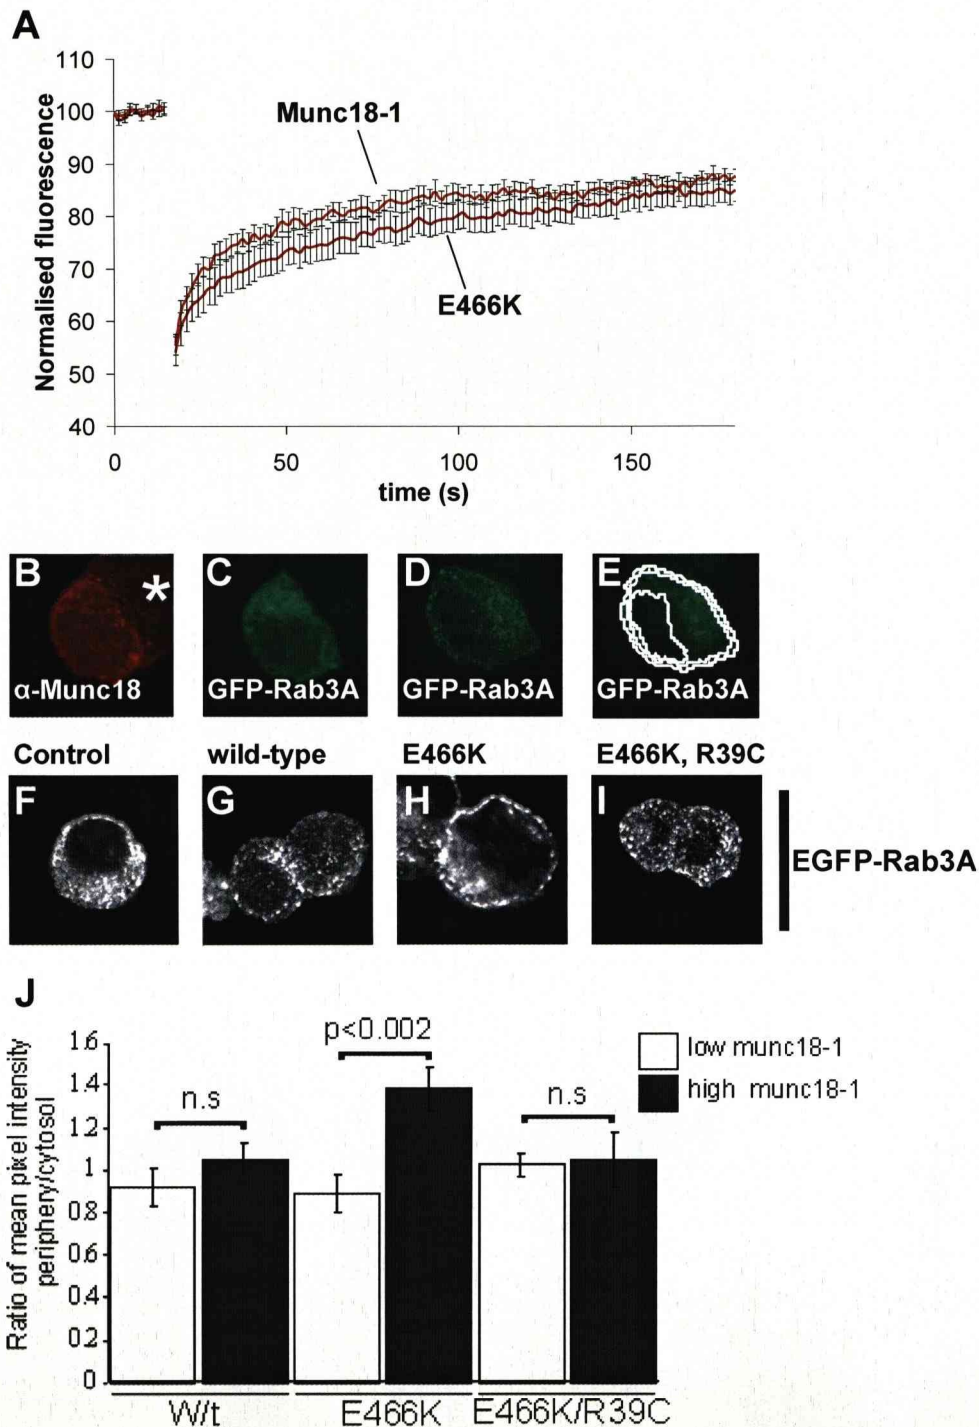 A
110
100
90
80
70
60
50
40
Normalised fluorescence
Munc18-1
E466K
0 50 100 150
time (s)
B
*
α-Munc18
C
GFP-Rab3A
D
GFP-Rab3A
E
GFP-Rab3A
Control
wild-type
E466K
E466K, R39C
F
G
H
I
EGFP-Rab3A
J
Ratio of mean pixel intensity
periphery/cytosol
1.6
1.4
1.2
1
0.8
0.6
0.4
0.2
0
n.s
p<0.002
n.s
low munc18-1
high munc18-1
W/t
E466K
E466K/R39C